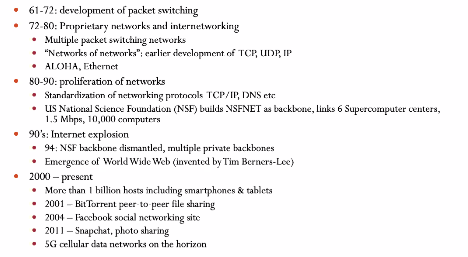 • 61-72: development of packet switching
• 72-80: Proprietary networks and internetworking
• Multiple packet switching networks
• “Networks of networks”: earlier development of TCP, UDP, IP
• ALOHA, Ethernet
• 80-90: proliferation of networks
• Standardization of networking protocols TCP/IP, DNS etc
• US National Science Foundation (NSF) builds NSFNET as backbone, links 6 Supercomputer centers,
1.5 Mbps, 10,000 computers
• 90’s: Internet explosion
• 94: NSF backbone dismantled, multiple private backbones
• Emergence of World Wide Web (invented by Tim Berners-Lee)
• 2000 – present
• More than 1 billion hosts including smartphones & tablets
• 2001 – BitTorrent peer-to-peer file sharing
• 2004 – Facebook social networking site
• 2011 – Snapchat, photo sharing
• 5G cellular data networks on the horizon